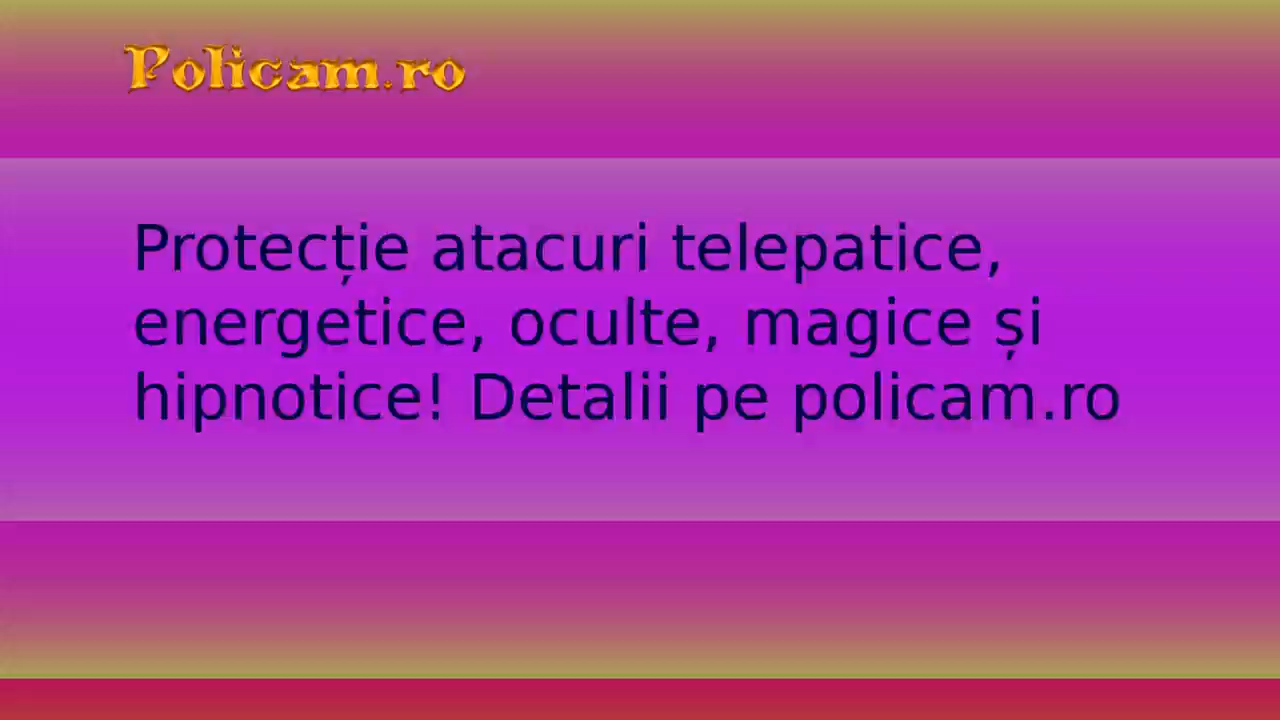 Policam.ro
Protecție atacuri telepatice,
energetice, oculte, magice și
hipnotice! Detalii pe policam.ro